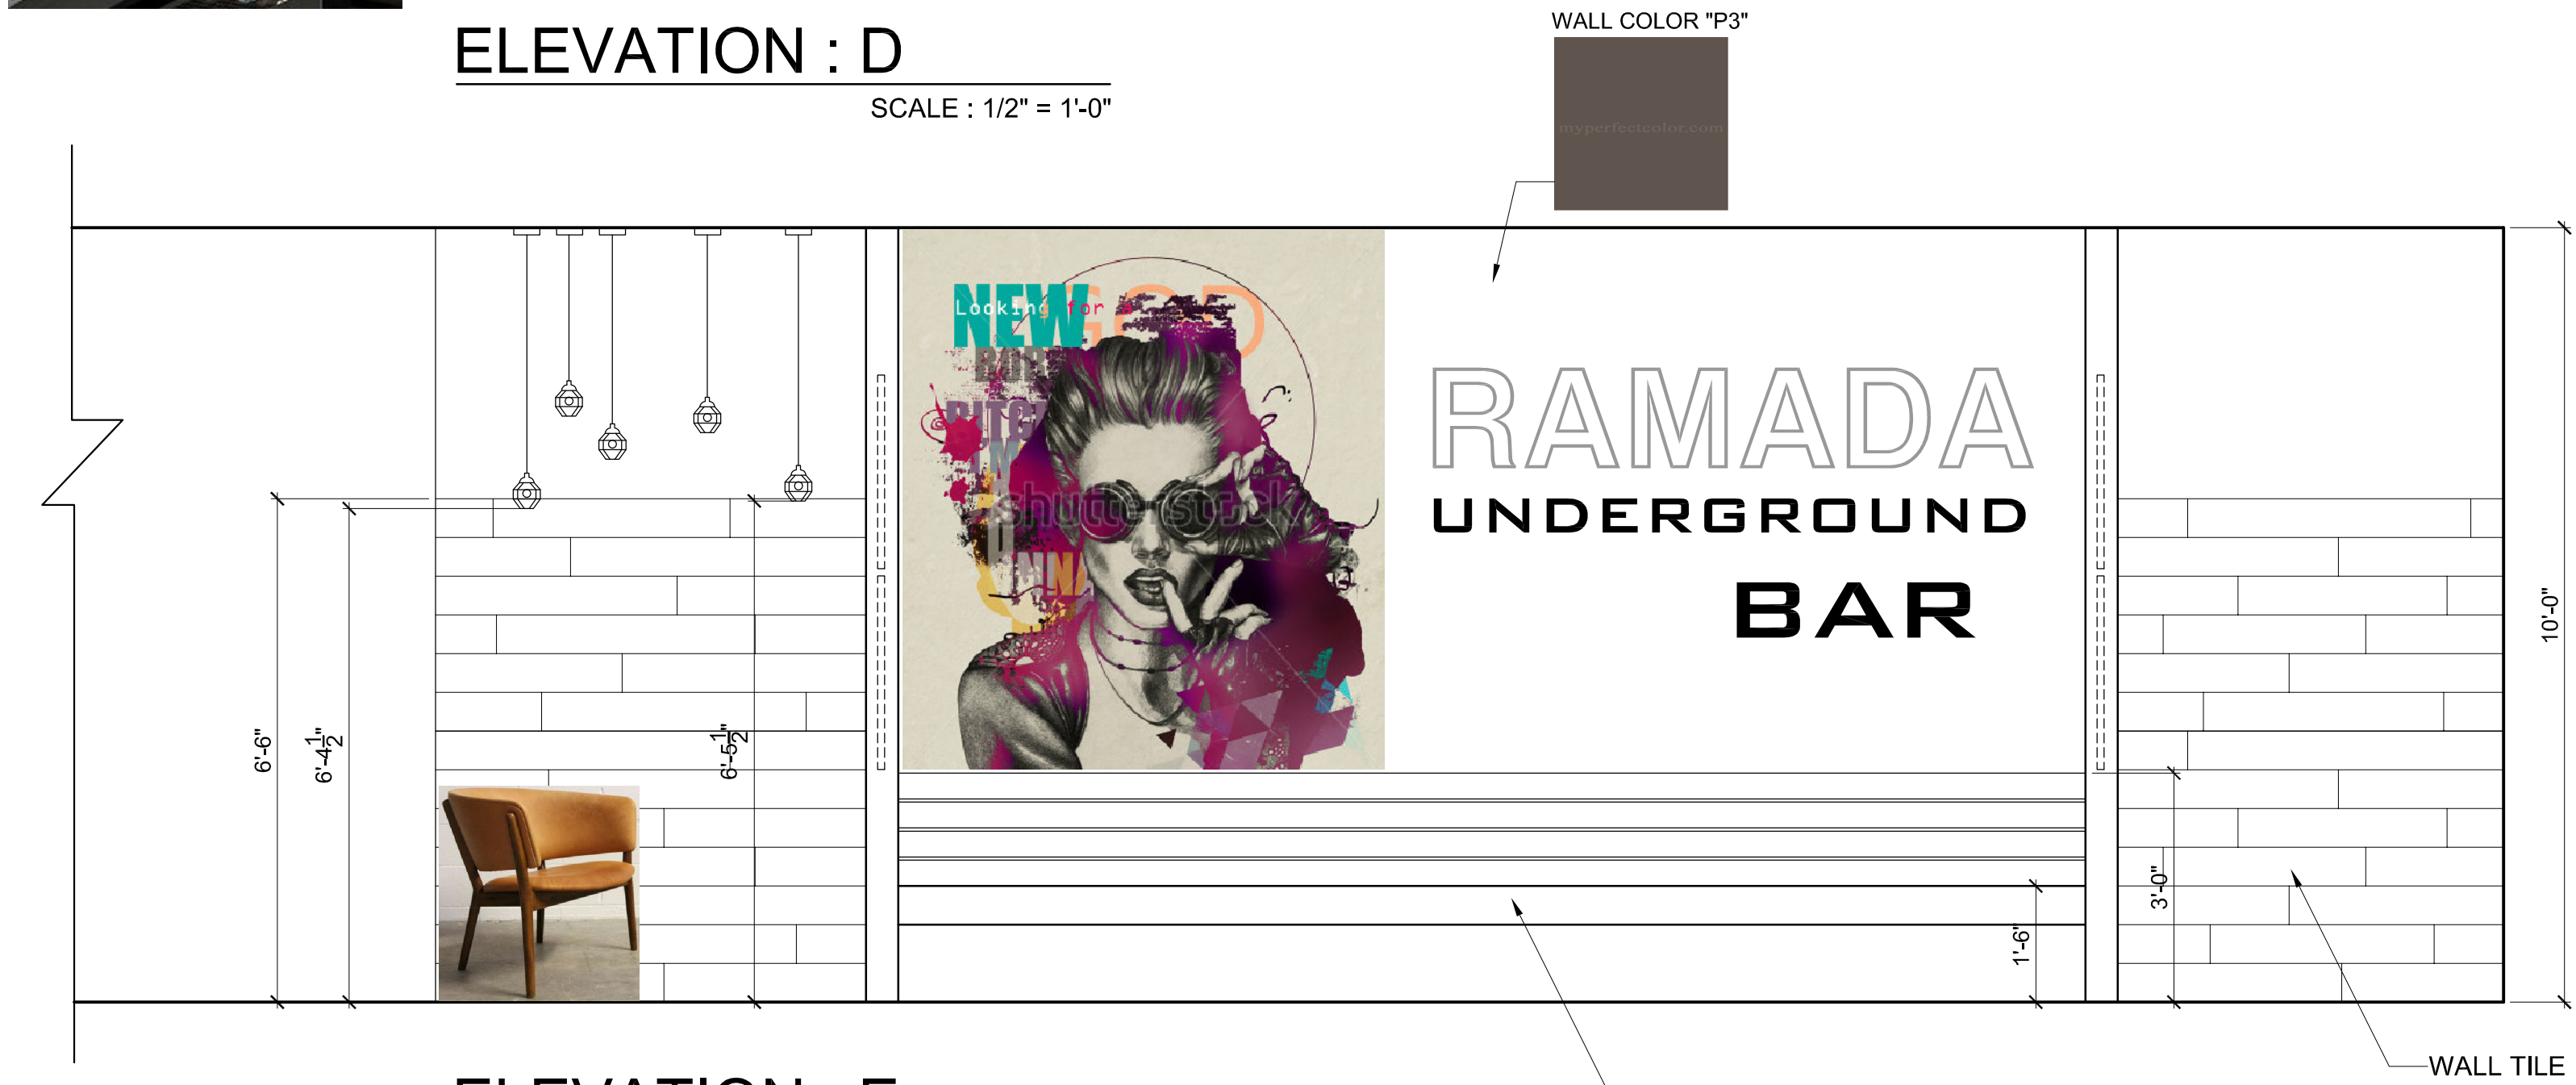 ELEVATION : D
SCALE : 1/2" = 1'-0"
WALL COLOR "P3"
myperfectcolor.com
NEW
GOD
Looking for a
shutterstock
RAMADA
UNDERGROUND
BAR
6'-6"
6'-4 1/2"
6'-5 1/2"
1'-6"
3'-0"
10'-0"
WALL TILE